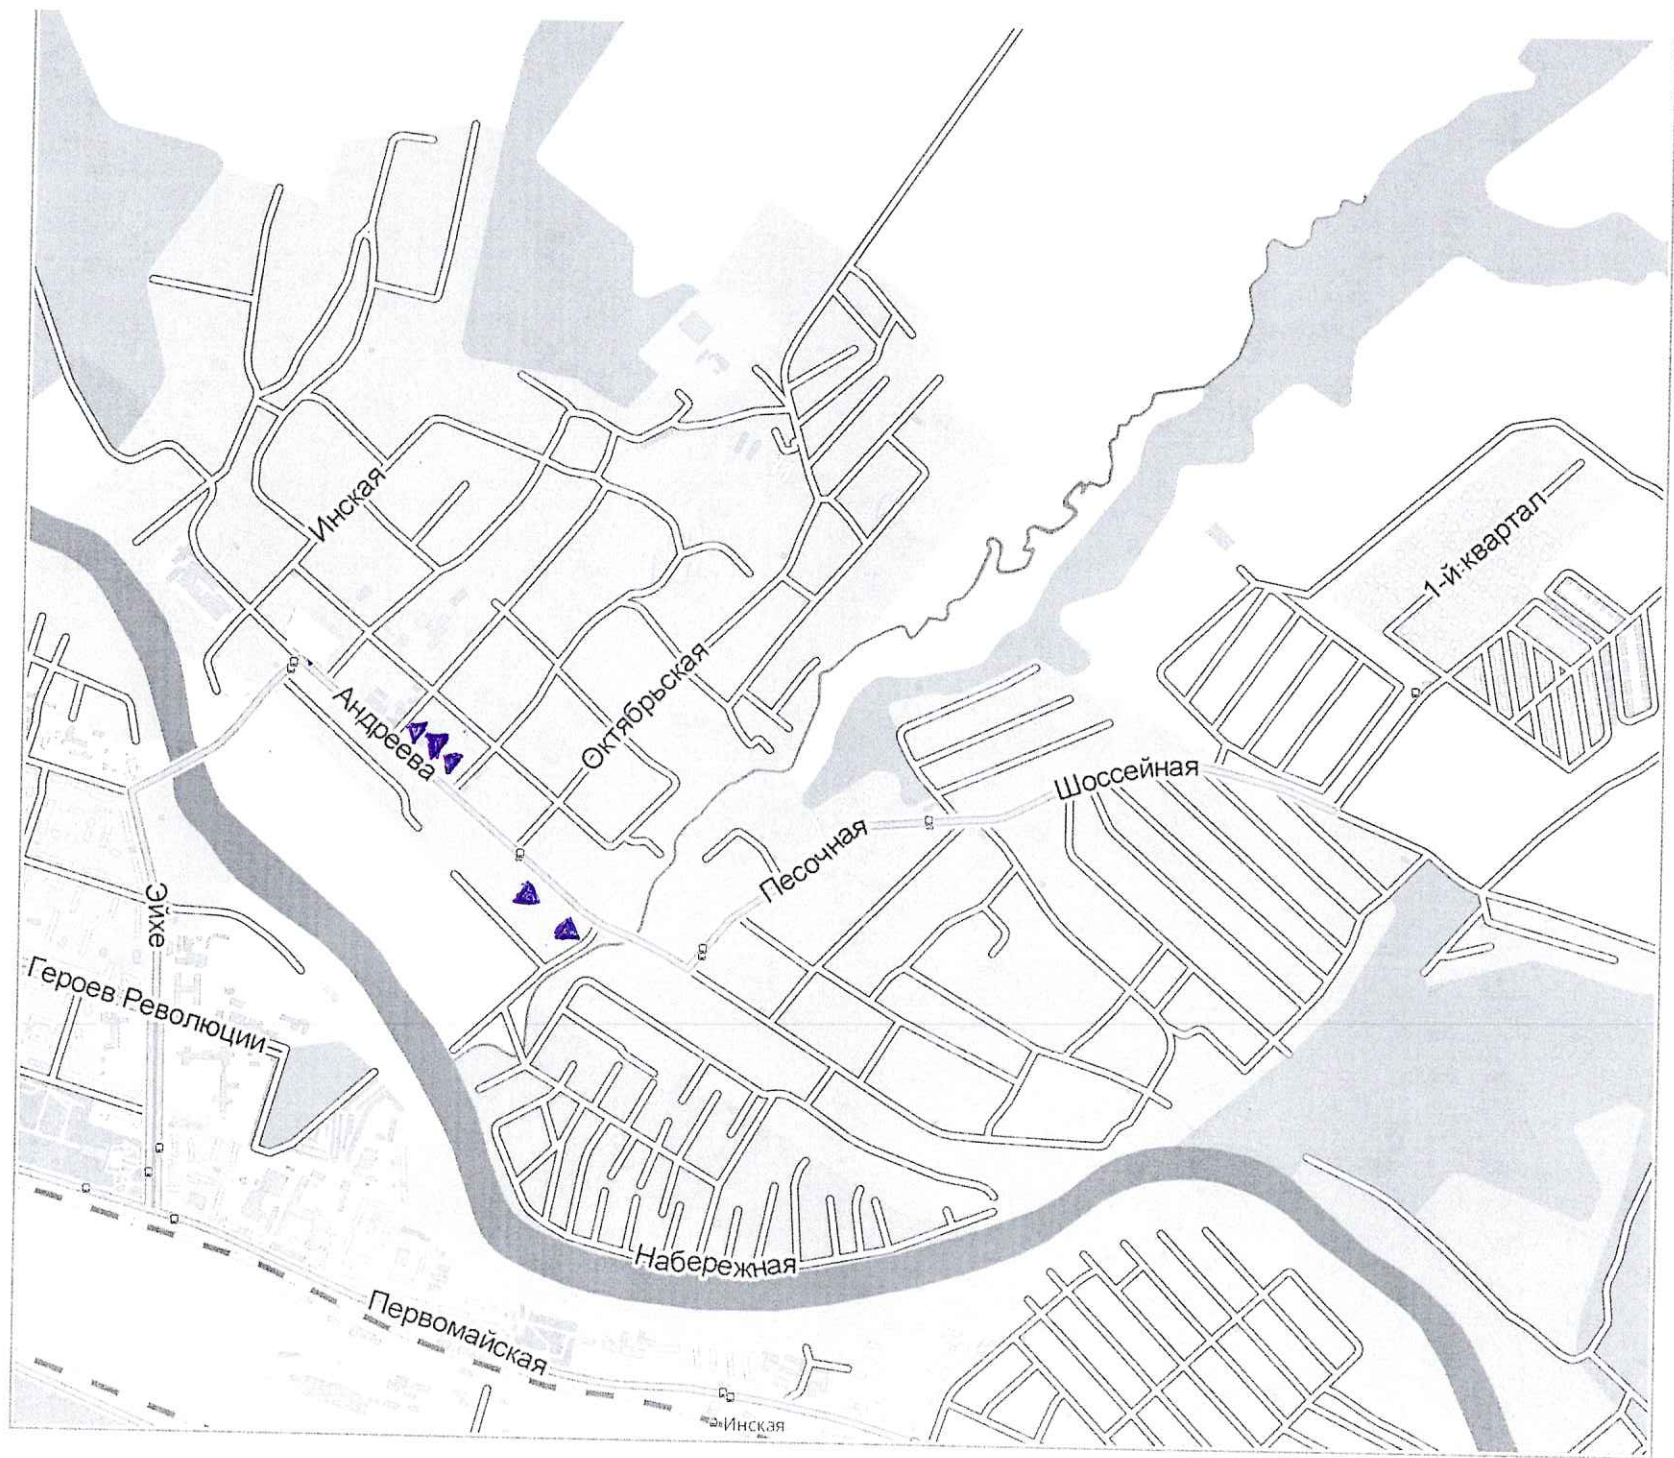 Инская
1-й квартал
Октябрьская
Андреева
Шоссейная
Песочная
Эйхе
Героев Революции
Набережная
Первомайская
Инская